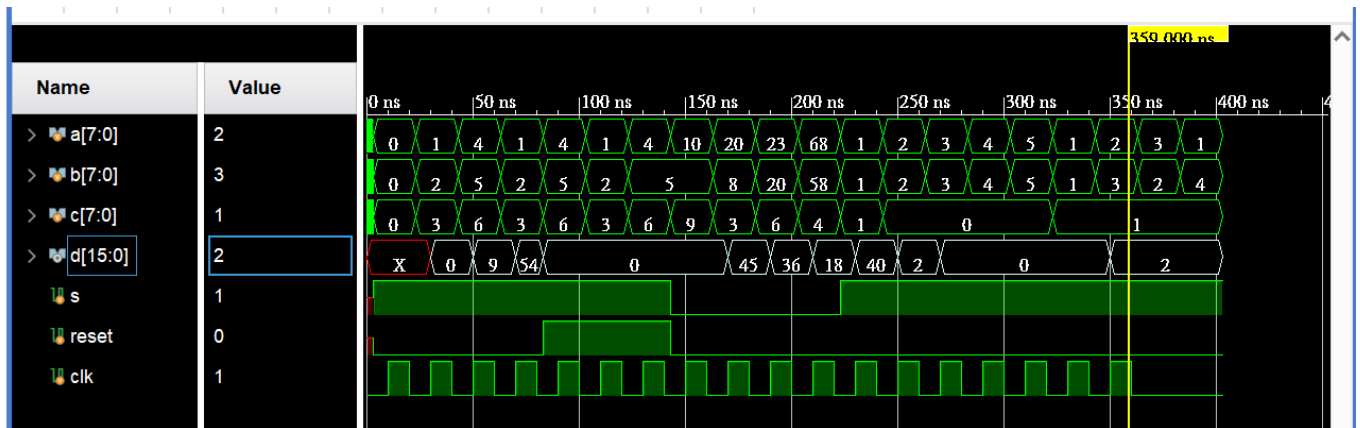 359.000 ns
Name Value
0 ns 50 ns 100 ns 150 ns 200 ns 250 ns 300 ns 350 ns 400 ns 4
a[7:0] 2 0 1 4 1 4 1 4 10 20 23 68 1 2 3 4 5 1 2 3 1
b[7:0] 3 0 2 5 2 5 2 5 8 20 58 1 2 3 4 5 1 3 2 4
c[7:0] 1 0 3 6 3 6 3 6 9 3 6 4 1 0 1
d[15:0] 2 X 0 9 54 0 45 36 18 40 2 0 2
s 1
reset 0
clk 1